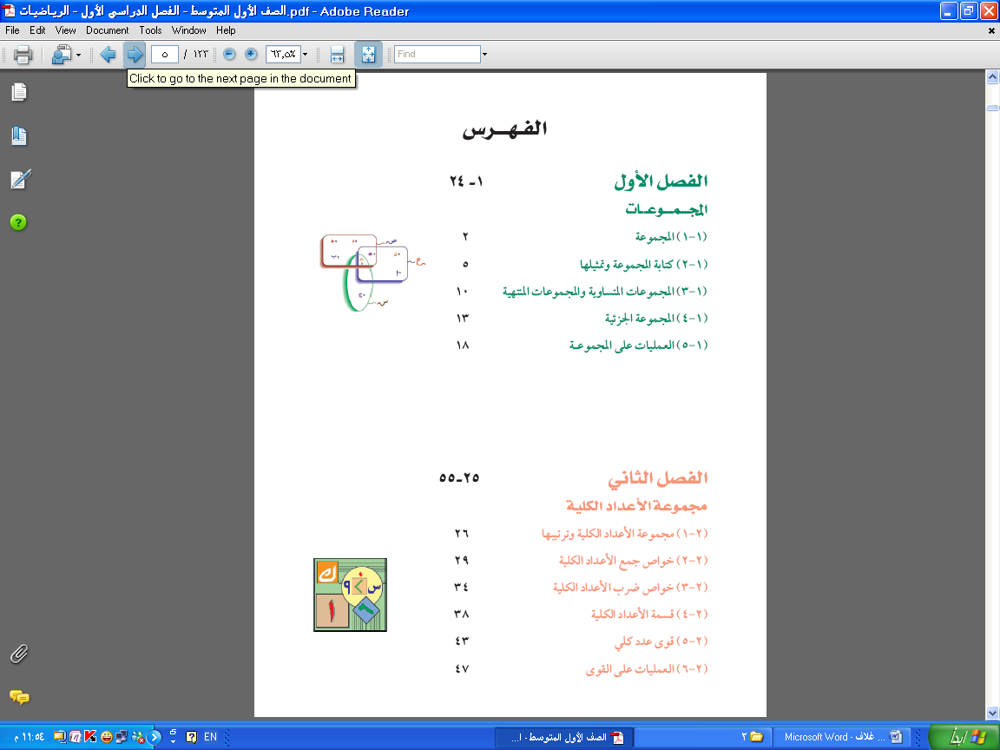 الصف الأول المتوسط - الفصل الدراسي الأول - الرياضيات.pdf - Adobe Reader
File Edit View Document Tools Window Help
٥ / ١٢٣ ٦٢,٥% Find
Click to go to the next page in the document
الفهرس
الفصل الأول ١-٢٤
المجموعات
(١-١) المجموعة ٢
(١-٢) كتابة المجموعة وتمثيلها ٥
(١-٣) المجموعات المتساوية والمجموعات المنتهية ١٠
(١-٤) المجموعة الجزئية ١٣
(١-٥) العمليات على المجموعة ١٨
ص
ع
س
الفصل الثاني ٢٥-٥٥
مجموعة الأعداد الكلية
(٢-١) مجموعة الأعداد الكلية وترتيبها ٢٦
(٢-٢) خواص جمع الأعداد الكلية ٢٩
(٢-٣) خواص ضرب الأعداد الكلية ٣٤
(٢-٤) قسمة الأعداد الكلية ٣٨
(٢-٥) قوى عدد كلي ٤٣
(٢-٦) العمليات على القوى ٤٧
ك
س > ٩
١ ٦
ابدأ
غلاف ... - Microsoft Word
٢
الصف الأول المتوسط - ا...
EN
١١:٥٤ م